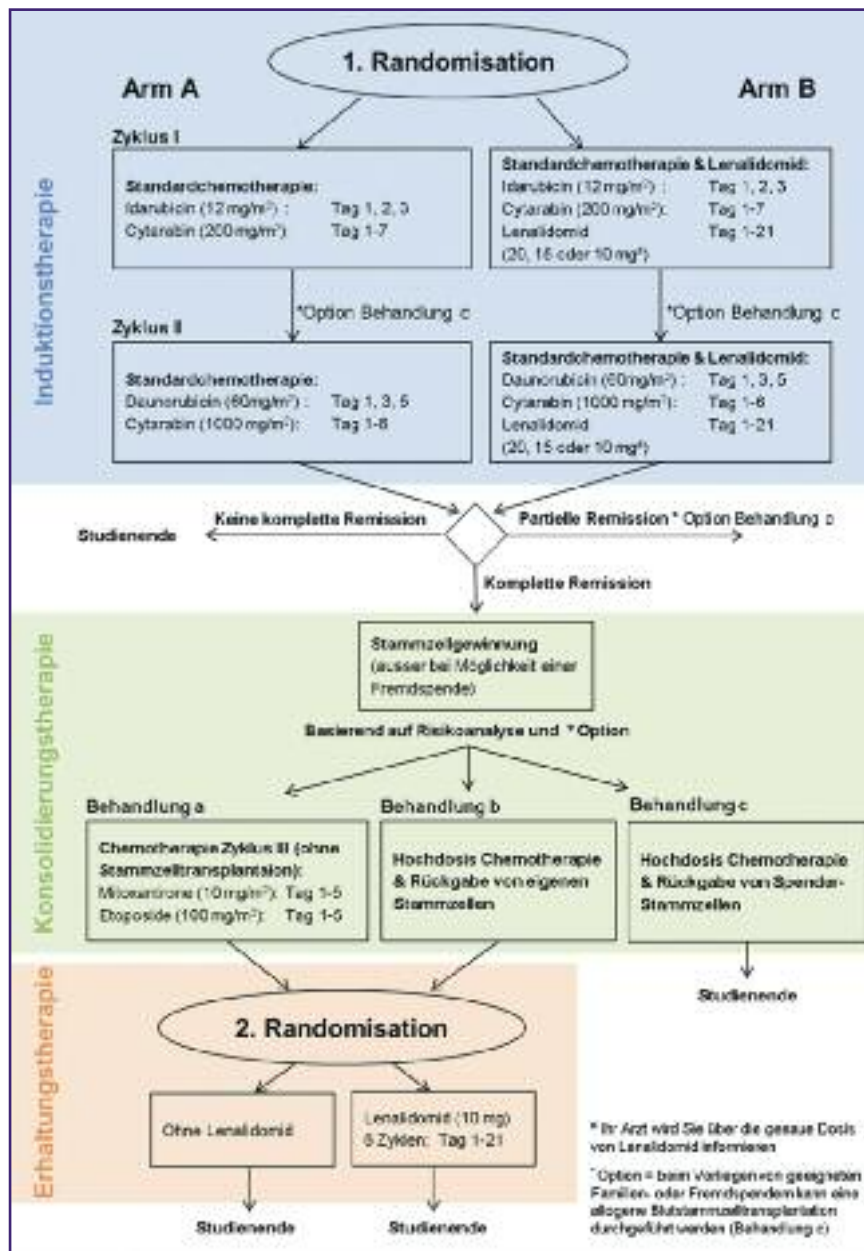 1. Randomisation
Arm A
Arm B
Induktionstherapie
Zyklus I
Standardchemotherapie:
Idarubicin (12 mg/m²) : Tag 1, 2, 3
Cytarabin (200 mg/m²): Tag 1-7
Standardchemotherapie & Lenalidomid:
Idarubicin (12 mg/m²) : Tag 1, 2, 3
Cytarabin (200 mg/m²): Tag 1-7
Lenalidomid Tag 1-21
(20, 15 oder 10 mg*)
*Option Behandlung c
*Option Behandlung c
Zyklus II
Standardchemotherapie:
Daunorubicin (60mg/m²) : Tag 1, 3, 5
Cytarabin (1000 mg/m²): Tag 1-6
Standardchemotherapie & Lenalidomid:
Daunorubicin (60mg/m²) : Tag 1, 3, 5
Cytarabin (1000 mg/m²): Tag 1-6
Lenalidomid Tag 1-21
(20, 15 oder 10 mg*)
Keine komplette Remission
Studienende
Partielle Remission * Option Behandlung c
Komplette Remission
Konsolidierungstherapie
Stammzellgewinnung
(ausser bei Möglichkeit einer
Fremdspende)
Basierend auf Risikoanalyse und * Option
Behandlung a
Chemotherapie Zyklus III (ohne
Stammzelltransplantaion):
Mitoxantrone (10 mg/m²): Tag 1-5
Etoposide (100 mg/m²): Tag 1-5
Behandlung b
Hochdosis Chemotherapie
& Rückgabe von eigenen
Stammzellen
Behandlung c
Hochdosis Chemotherapie
& Rückgabe von Spender-
Stammzellen
Studienende
Erhaltungstherapie
2. Randomisation
Ohne Lenalidomid
Lenalidomid (10 mg)
6 Zyklen: Tag 1-21
Studienende
Studienende
* Ihr Arzt wird Sie über die genaue Dosis
von Lenalidomid informieren
*Option = beim Vorliegen von geeigneten
Familien- oder Fremdspendern kann eine
allogene Blutstammzelltransplantation
durchgeführt werden (Behandlung c)